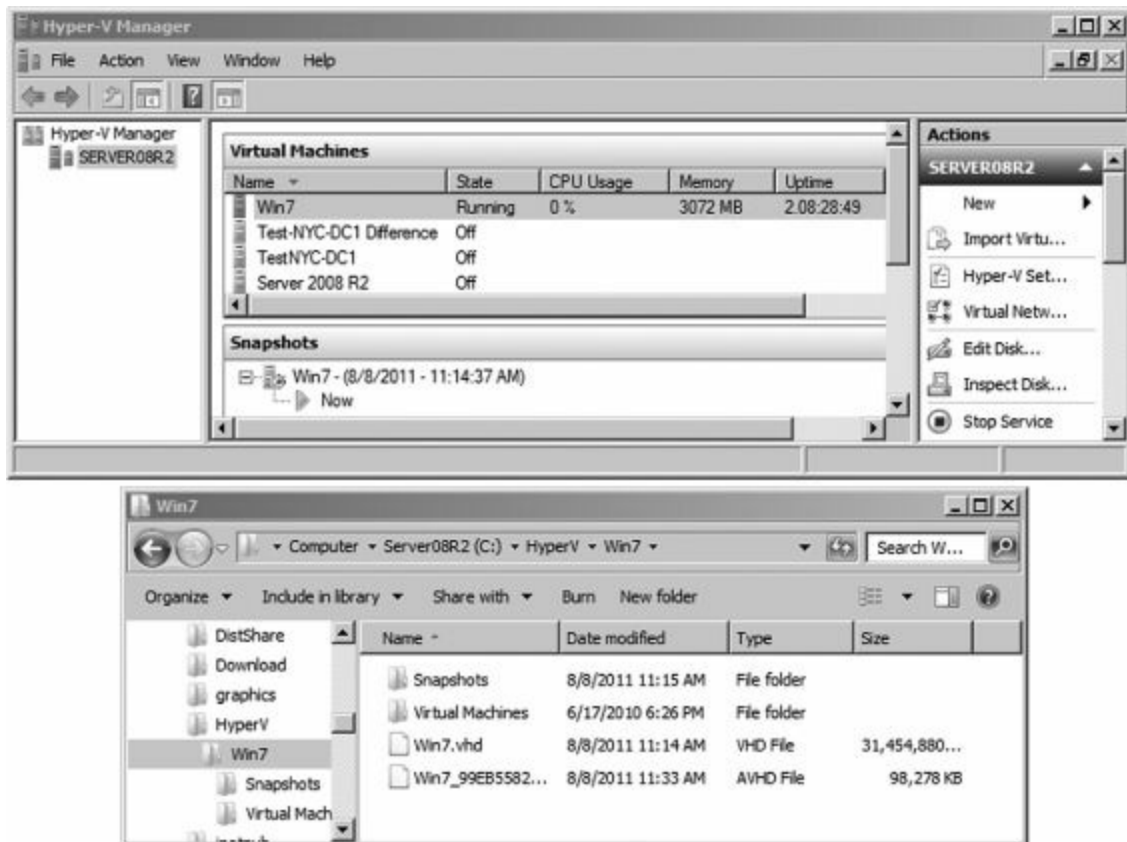 Hyper-V Manager
File Action View Window Help
Hyper-V Manager
SERVER08R2
Virtual Machines
Name State CPU Usage Memory Uptime
Win7 Running 0 % 3072 MB 2.08:28:49
Test-NYC-DC1 Difference Off
TestNYC-DC1 Off
Server 2008 R2 Off
Snapshots
Win7 - (8/8/2011 - 11:14:37 AM)
Now
Actions
SERVER08R2
New
Import Virtu...
Hyper-V Set...
Virtual Netw...
Edit Disk...
Inspect Disk...
Stop Service
Win7
Computer Server08R2 (C:) HyperV Win7
Search W...
Organize Include in library Share with Burn New folder
DistShare
Download
graphics
HyperV
Win7
Snapshots
Virtual Mach
Name Date modified Type Size
Snapshots 8/8/2011 11:15 AM File folder
Virtual Machines 6/17/2010 6:26 PM File folder
Win7.vhd 8/8/2011 11:14 AM VHD File 31,454,880...
Win7_99EB5582... 8/8/2011 11:33 AM AVHD File 98,278 KB